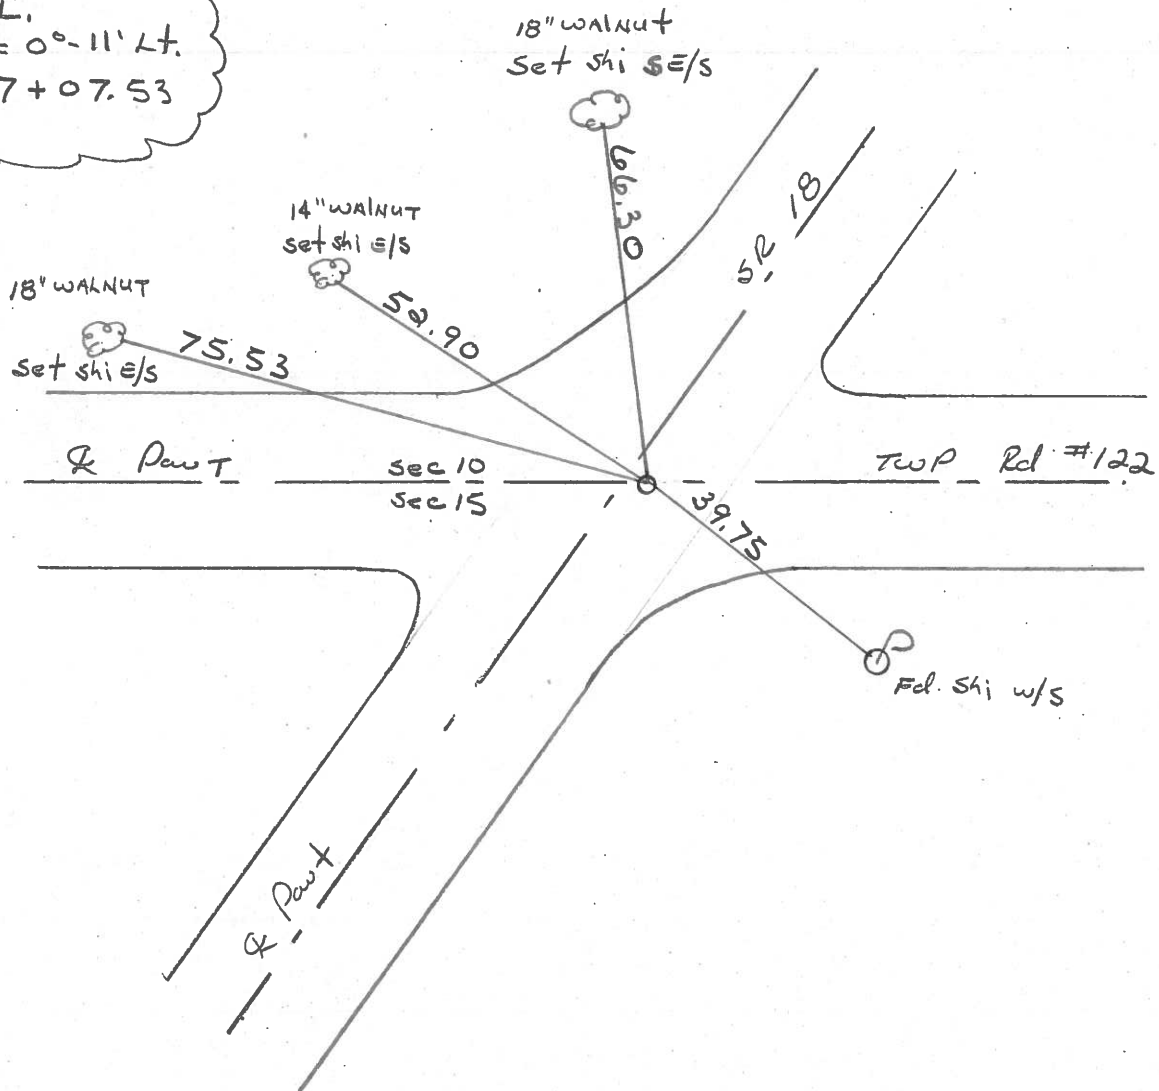 L.
= 0°-11' Lt.
7+07.53
18" WALNUT
Set shi SE/S
66.30
14" WALNUT
set shi E/S
52.90
18" WALNUT
set shi E/S
75.53
SR 18
℄ PavT
sec 10
sec 15
TWP Rd #122
39.75
Fd. Shi W/S
℄ Pavt